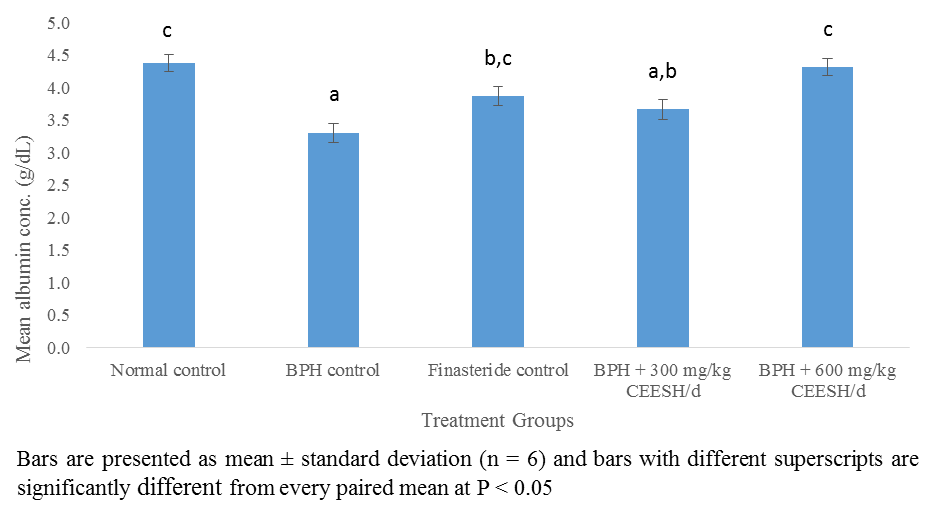 5.0
4.5
4.0
3.5
3.0
2.5
2.0
1.5
1.0
0.5
0.0
Mean albumin conc. (g/dL)
c
a
b,c
a,b
c
Normal control
BPH control
Finasteride control
BPH + 300 mg/kg
CEESH/d
BPH + 600 mg/kg
CEESH/d
Treatment Groups
Bars are presented as mean ± standard deviation (n = 6) and bars with different superscripts are
significantly different from every paired mean at P < 0.05